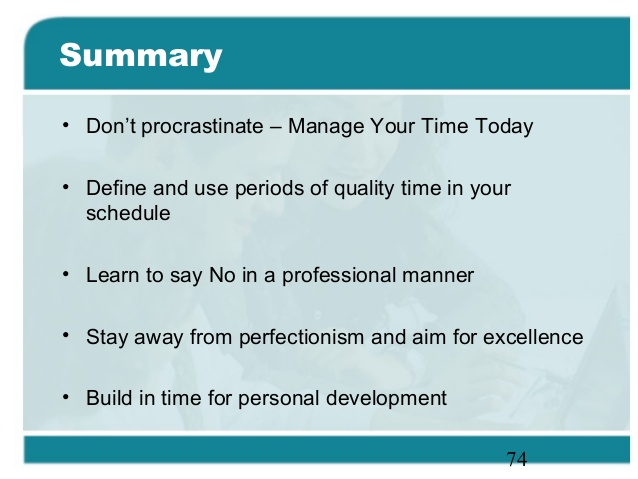 Summary
• Don’t procrastinate – Manage Your Time Today
• Define and use periods of quality time in your
schedule
• Learn to say No in a professional manner
• Stay away from perfectionism and aim for excellence
• Build in time for personal development
74